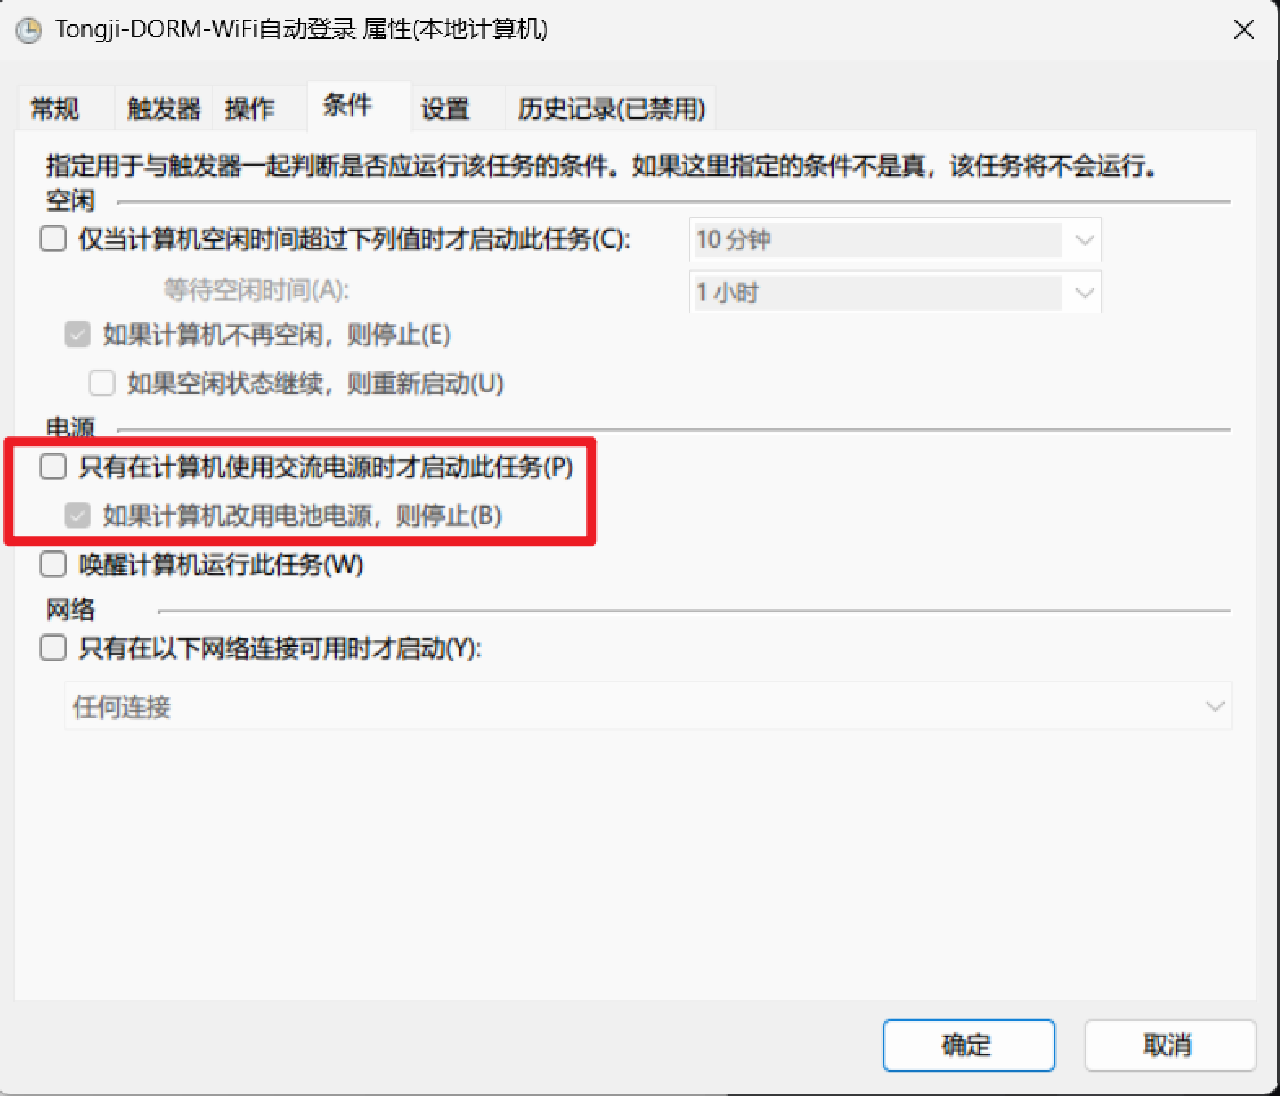 Tongji-DORM-WiFi自动登录 属性(本地计算机)
常规 触发器 操作 条件 设置 历史记录(已禁用)
指定用于与触发器一起判断是否应运行该任务的条件。如果这里指定的条件不是真，该任务将不会运行。
空闲
仅当计算机空闲时间超过下列值时才启动此任务(C): 10 分钟
等待空闲时间(A): 1 小时
如果计算机不再空闲，则停止(E)
如果空闲状态继续，则重新启动(U)
电源
只有在计算机使用交流电源时才启动此任务(P)
如果计算机改用电池电源，则停止(B)
唤醒计算机运行此任务(W)
网络
只有在以下网络连接可用时才启动(Y):
任何连接
确定 取消